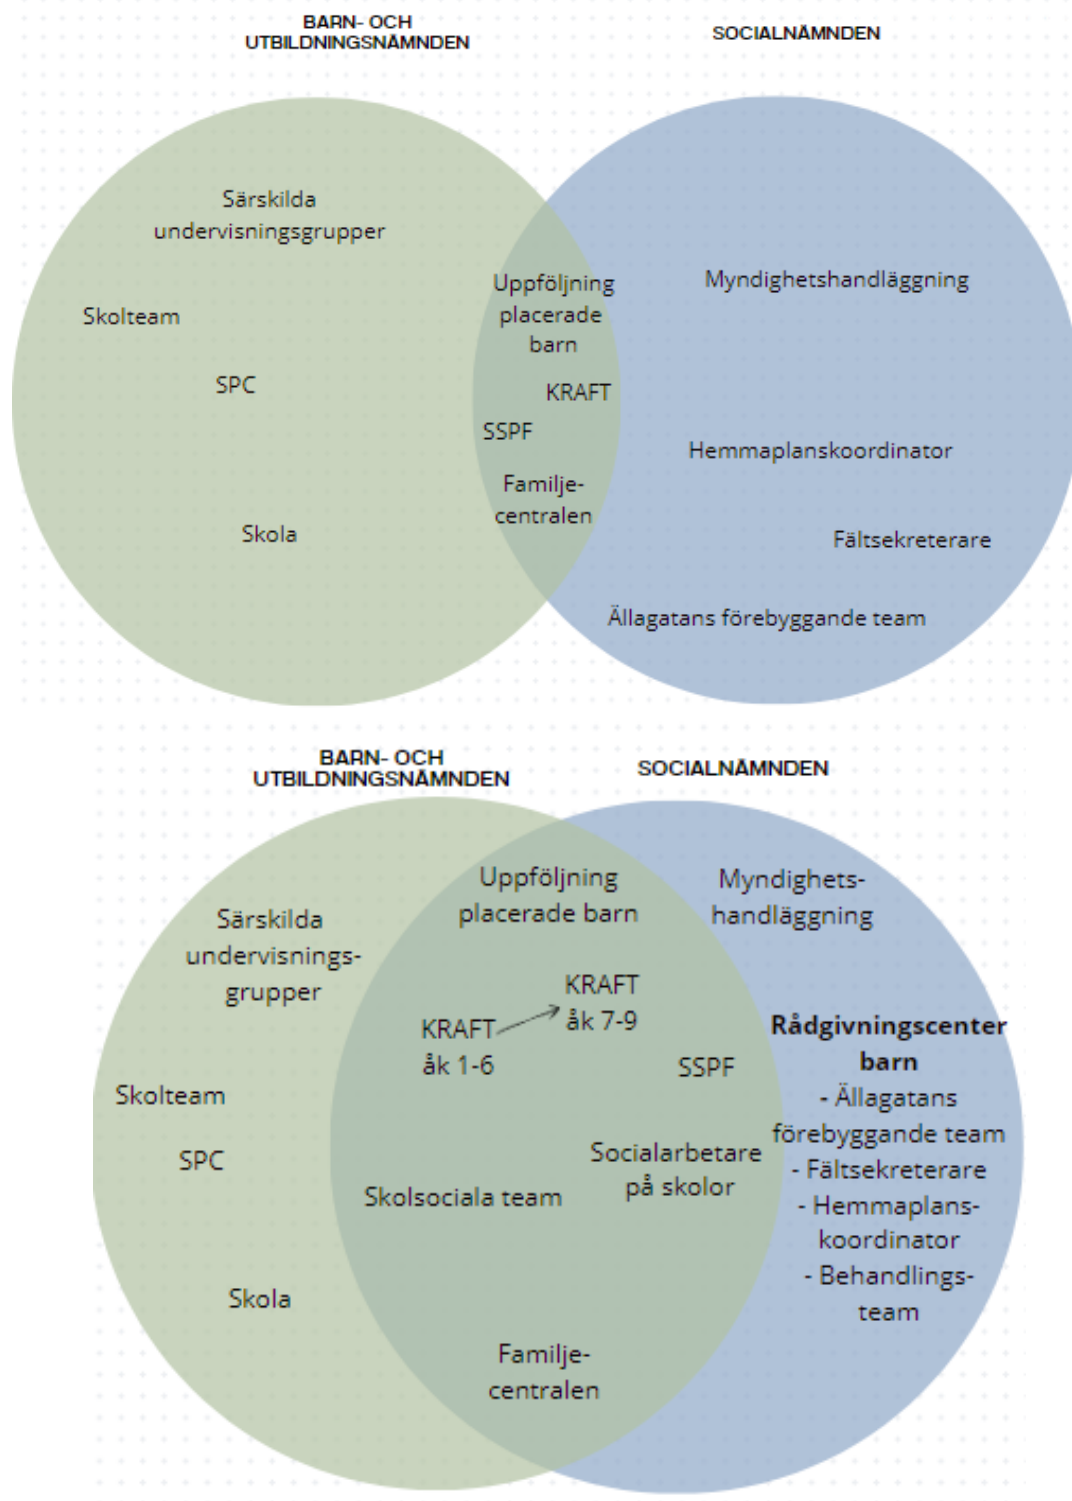 BARN- OCH
UTBILDNINGSNÄMNDEN
SOCIALNÄMNDEN
Särskilda
undervisningsgrupper
Skolteam
SPC
Skola
Uppföljning
placerade
barn
KRAFT
SSPF
Familje-
centralen
Myndighetshandläggning
Hemmaplanskoordinator
Fältsekreterare
Ällagatans förebyggande team
BARN- OCH
UTBILDNINGSNÄMNDEN
SOCIALNÄMNDEN
Särskilda
undervisnings-
grupper
Skolteam
SPC
Skola
Uppföljning
placerade barn
KRAFT
åk 1-6
KRAFT
åk 7-9
SSPF
Socialarbetare
på skolor
Skolsociala team
Familje-
centralen
Myndighets-
handläggning
Rådgivningscenter
barn
- Ällagatans
förebyggande team
- Fältsekreterare
- Hemmaplans-
koordinator
- Behandlings-
team